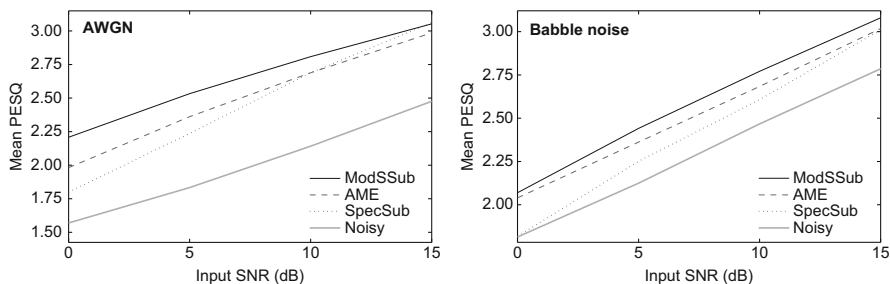 AWGN
Mean PESQ
3.00
2.75
2.50
2.25
2.00
1.75
1.50
ModSSub
AME
SpecSub
Noisy
0
5
10
15
Input SNR (dB)
Babble noise
Mean PESQ
3.00
2.75
2.50
2.25
2.00
ModSSub
AME
SpecSub
Noisy
0
5
10
15
Input SNR (dB)